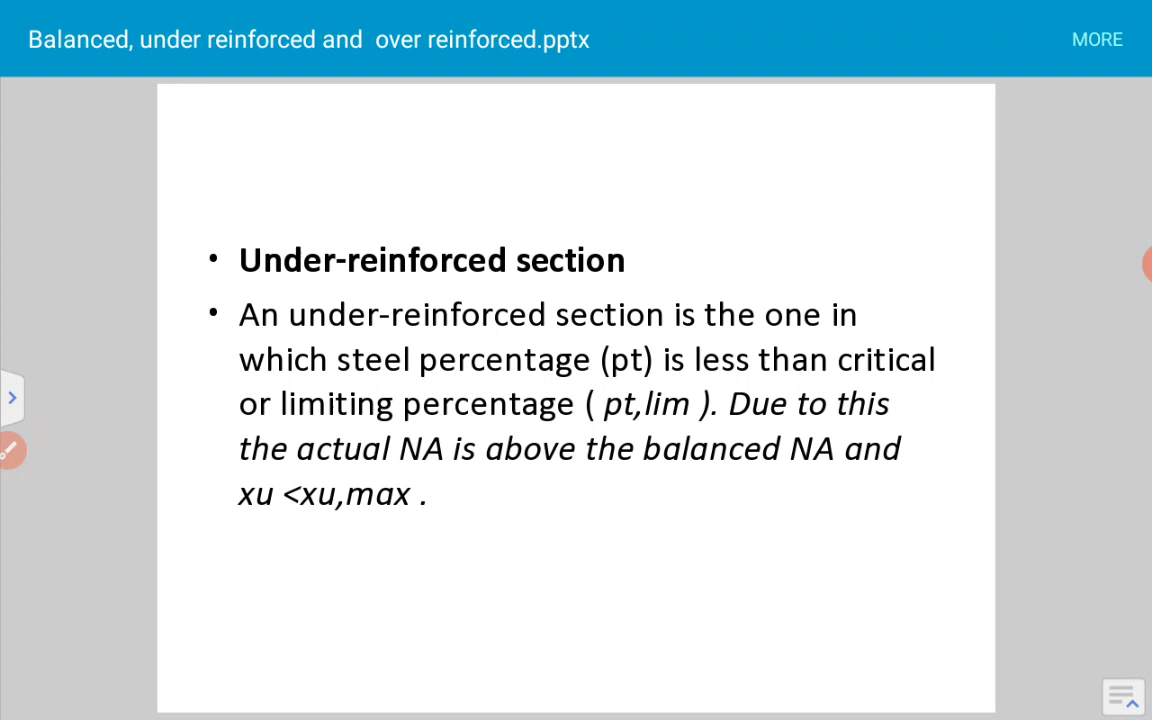 Balanced, under reinforced and  over reinforced.pptx
MORE
• Under-reinforced section
• An under-reinforced section is the one in
which steel percentage (pt) is less than critical
or limiting percentage ( pt,lim ). Due to this
the actual NA is above the balanced NA and
xu <xu,max .